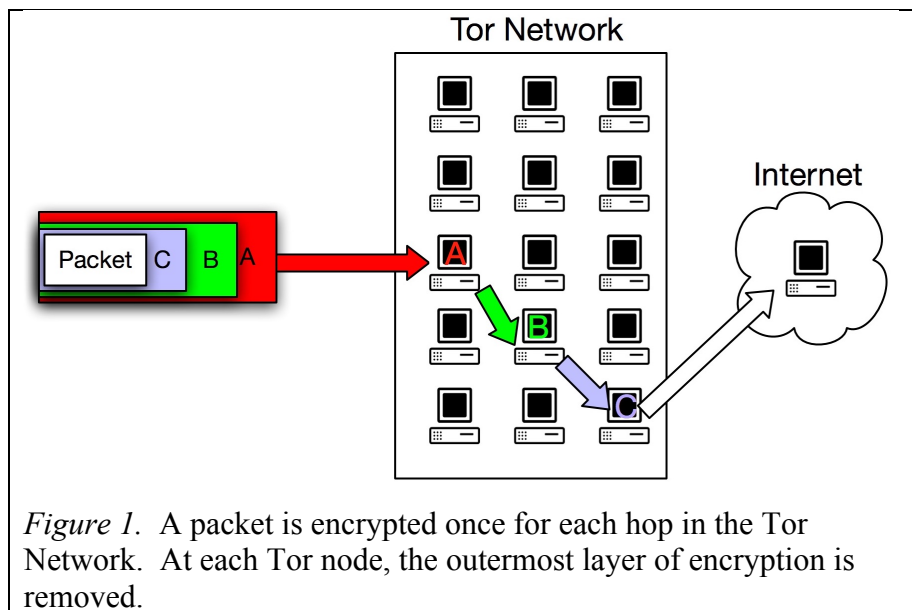 Tor Network
Internet
Packet C B A
A
B
C
Figure 1. A packet is encrypted once for each hop in the Tor
Network. At each Tor node, the outermost layer of encryption is
removed.